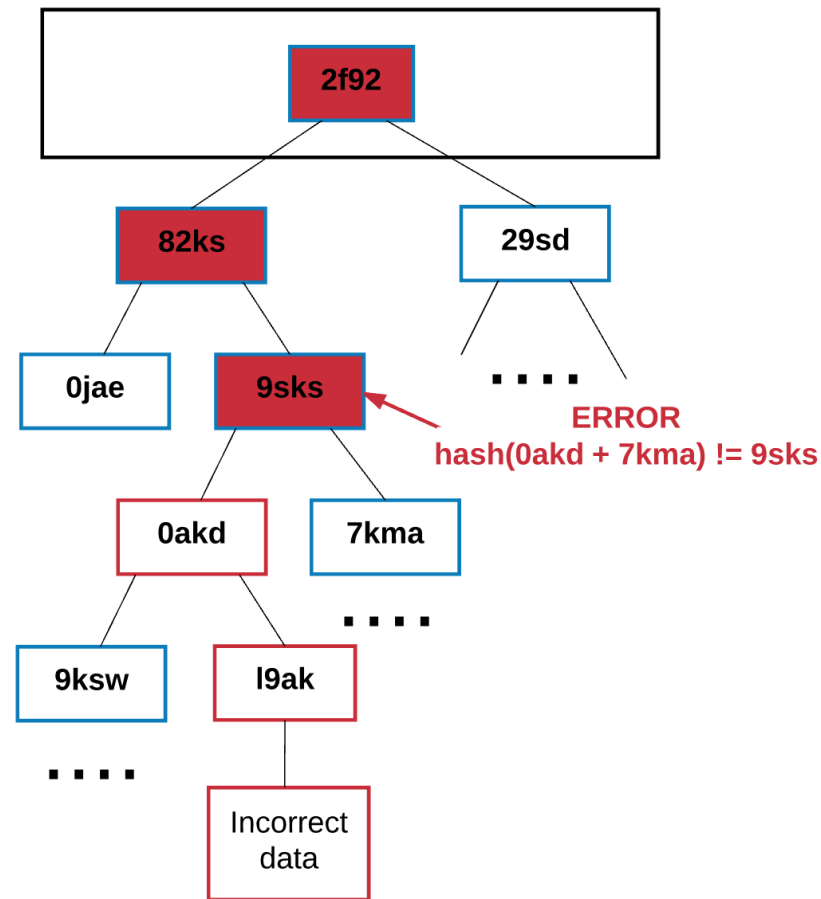 2f92
82ks
29sd
0jae
9sks
....
ERROR
hash(0akd + 7kma) != 9sks
0akd
7kma
....
9ksw
l9ak
....
Incorrect
data